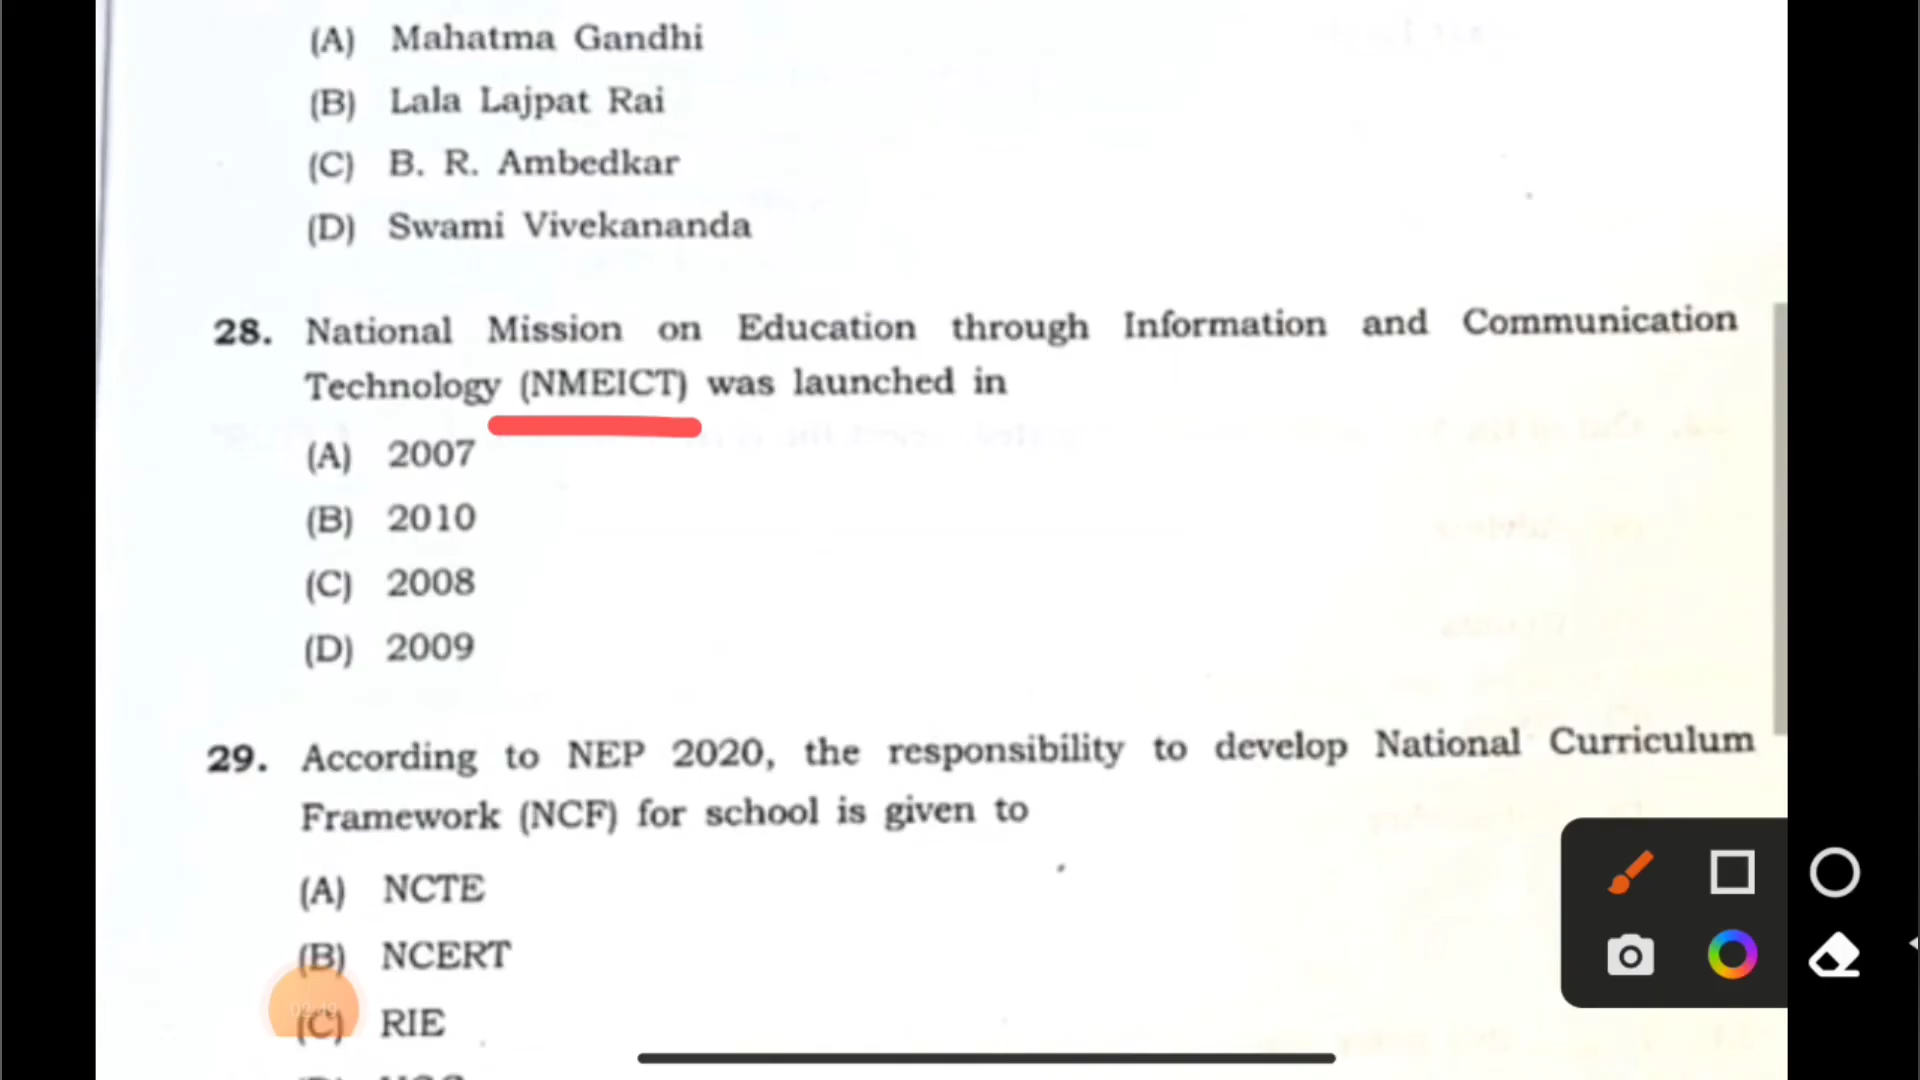 (A) Mahatma Gandhi
(B) Lala Lajpat Rai
(C) B. R. Ambedkar
(D) Swami Vivekananda
28. National Mission on Education through Information and Communication
Technology (NMEICT) was launched in
(A) 2007
(B) 2010
(C) 2008
(D) 2009
29. According to NEP 2020, the responsibility to develop National Curriculum
Framework (NCF) for school is given to
(A) NCTE
(B) NCERT
(C) RIE